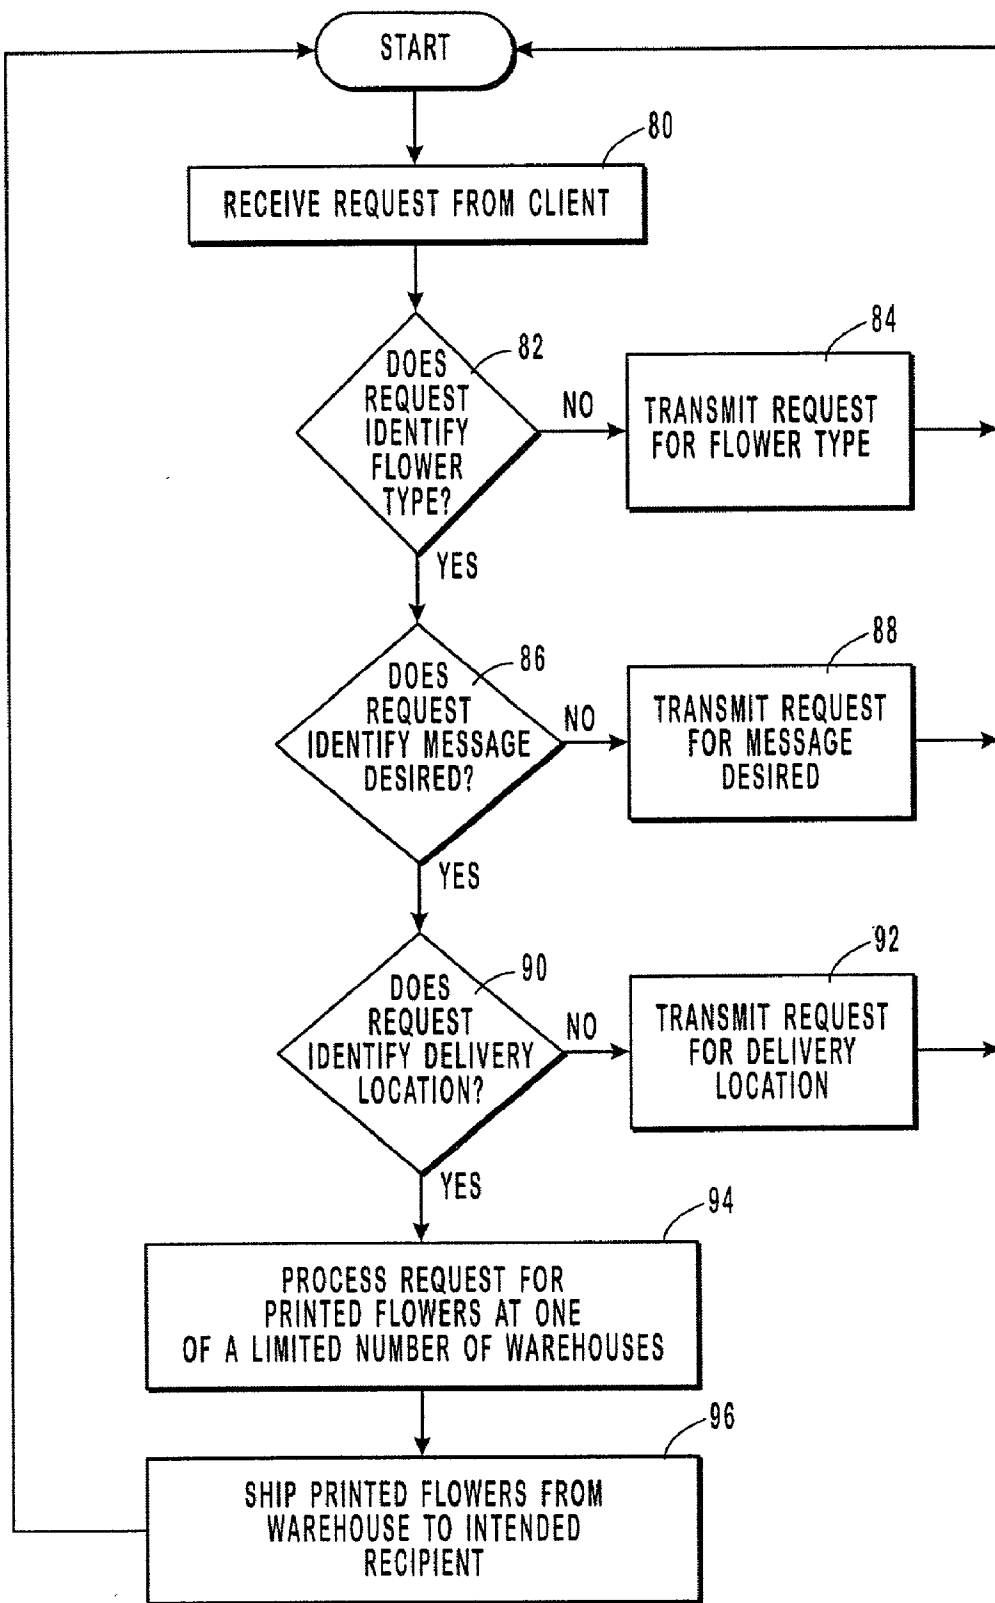 START
80
RECEIVE REQUEST FROM CLIENT
82
DOES
REQUEST
IDENTIFY
FLOWER
TYPE?
NO
84
TRANSMIT REQUEST
FOR FLOWER TYPE
YES
86
DOES
REQUEST
IDENTIFY MESSAGE
DESIRED?
NO
88
TRANSMIT REQUEST
FOR MESSAGE
DESIRED
YES
90
DOES
REQUEST
IDENTIFY DELIVERY
LOCATION?
NO
92
TRANSMIT REQUEST
FOR DELIVERY
LOCATION
YES
94
PROCESS REQUEST FOR
PRINTED FLOWERS AT ONE
OF A LIMITED NUMBER OF WAREHOUSES
96
SHIP PRINTED FLOWERS FROM
WAREHOUSE TO INTENDED
RECIPIENT